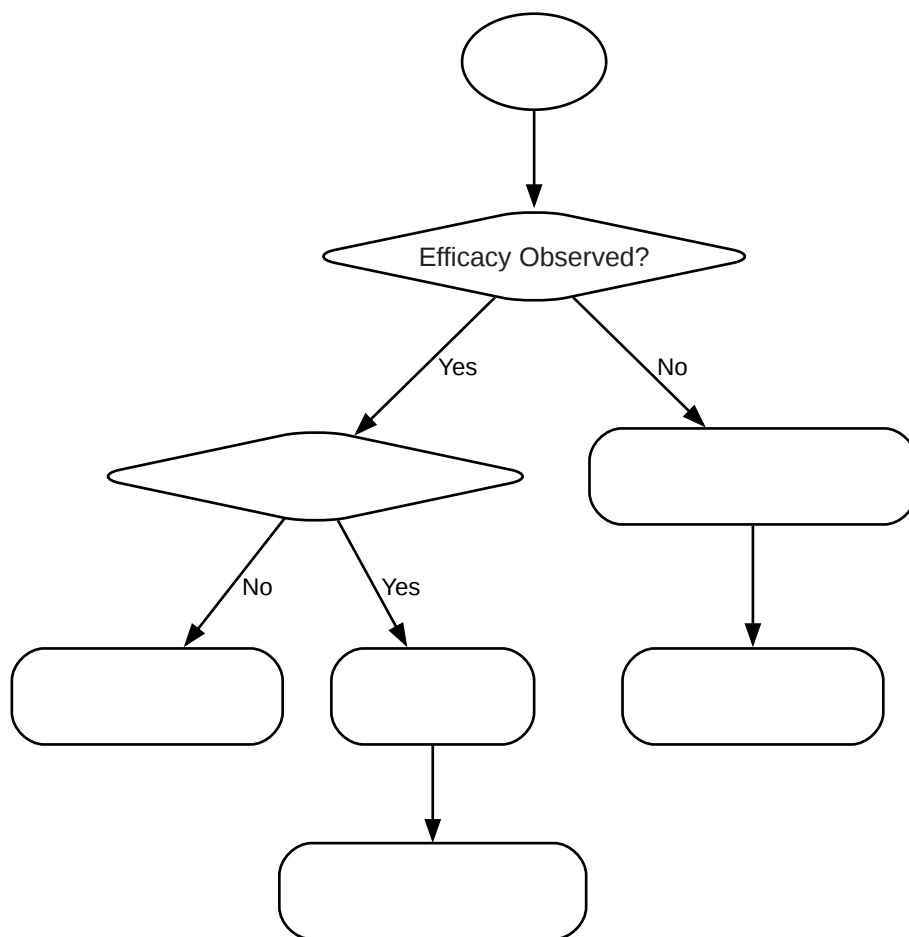 Efficacy Observed?
Yes
No
No
Yes